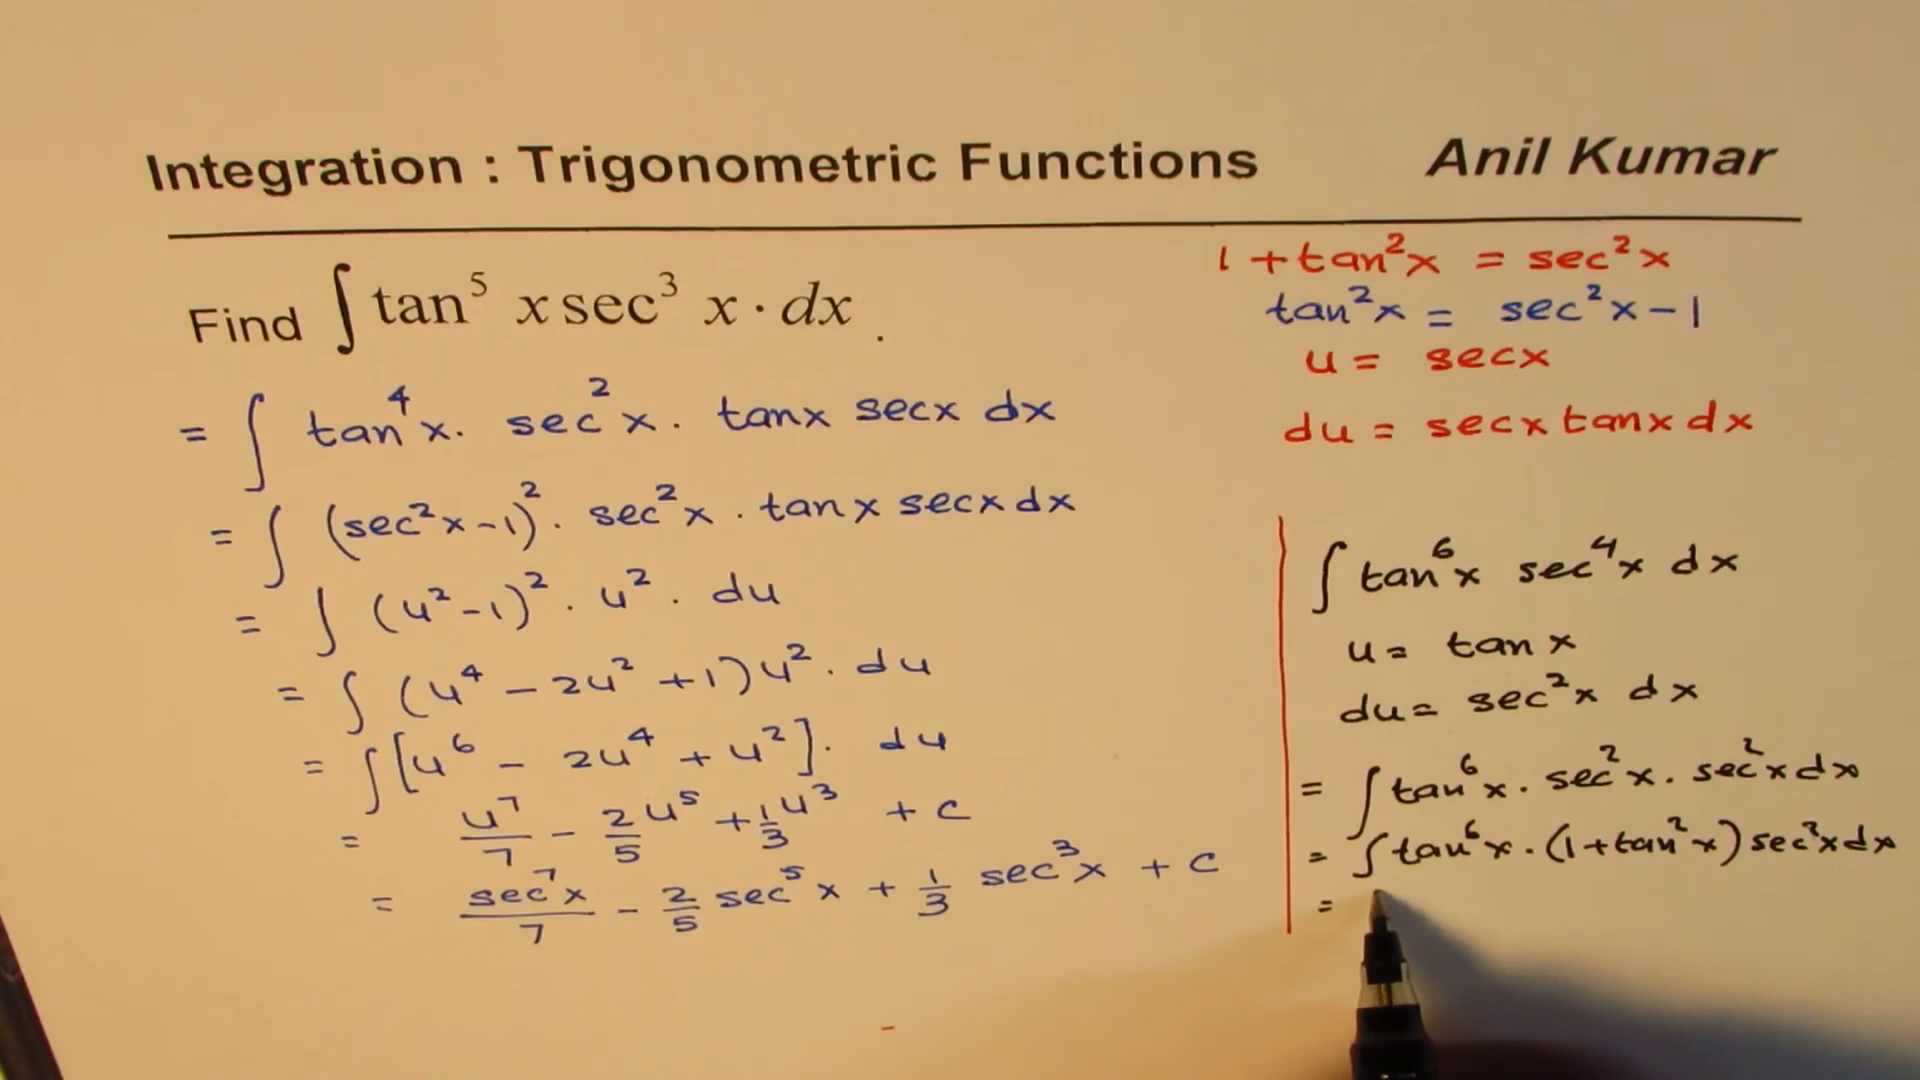 Integration : Trigonometric Functions Anil Kumar
Find ∫ tan⁵ x sec³ x · dx .
= ∫ tan⁴x · sec²x · tanx secx dx
= ∫ (sec²x - 1)² · sec²x · tanx secx dx
= ∫ (u² - 1)² · u² · du
= ∫ (u⁴ - 2u² + 1) u² · du
= ∫ [u⁶ - 2u⁴ + u²] · du
= u⁷/7 - 2/5 u⁵ + 1/3 u³ + c
= sec⁷x/7 - 2/5 sec⁵x + 1/3 sec³x + c
1 + tan²x = sec²x
tan²x = sec²x - 1
u = secx
du = secx tanx dx
∫ tan⁶x sec⁴x dx
u = tan x
du = sec²x dx
= ∫ tan⁶x · sec²x · sec²x dx
= ∫ tan⁶x · (1 + tan²x) sec²x dx
=